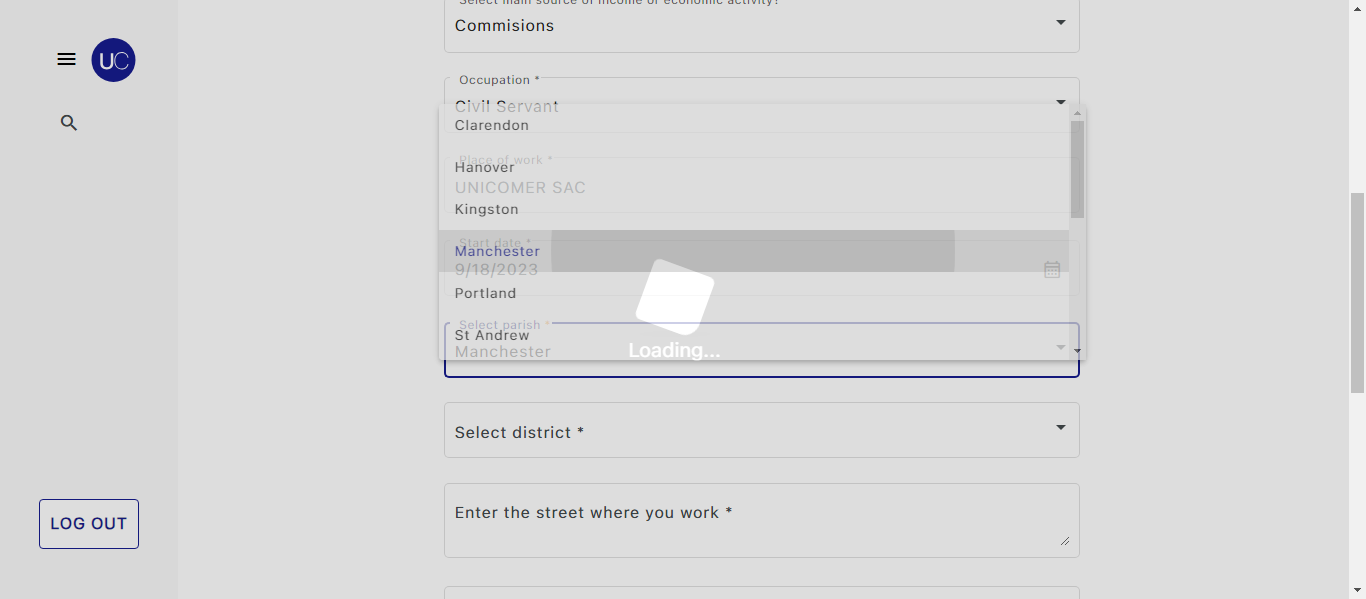 Select main source of income or economic activity?
Commisions
UC
Occupation *
Civil Servant
Clarendon
Place of work *
Hanover
UNICOMER SAC
Kingston
Start date *
Manchester
9/18/2023
Portland
Select parish *
St Andrew
Manchester
Loading...
Select district *
Enter the street where you work *
LOG OUT